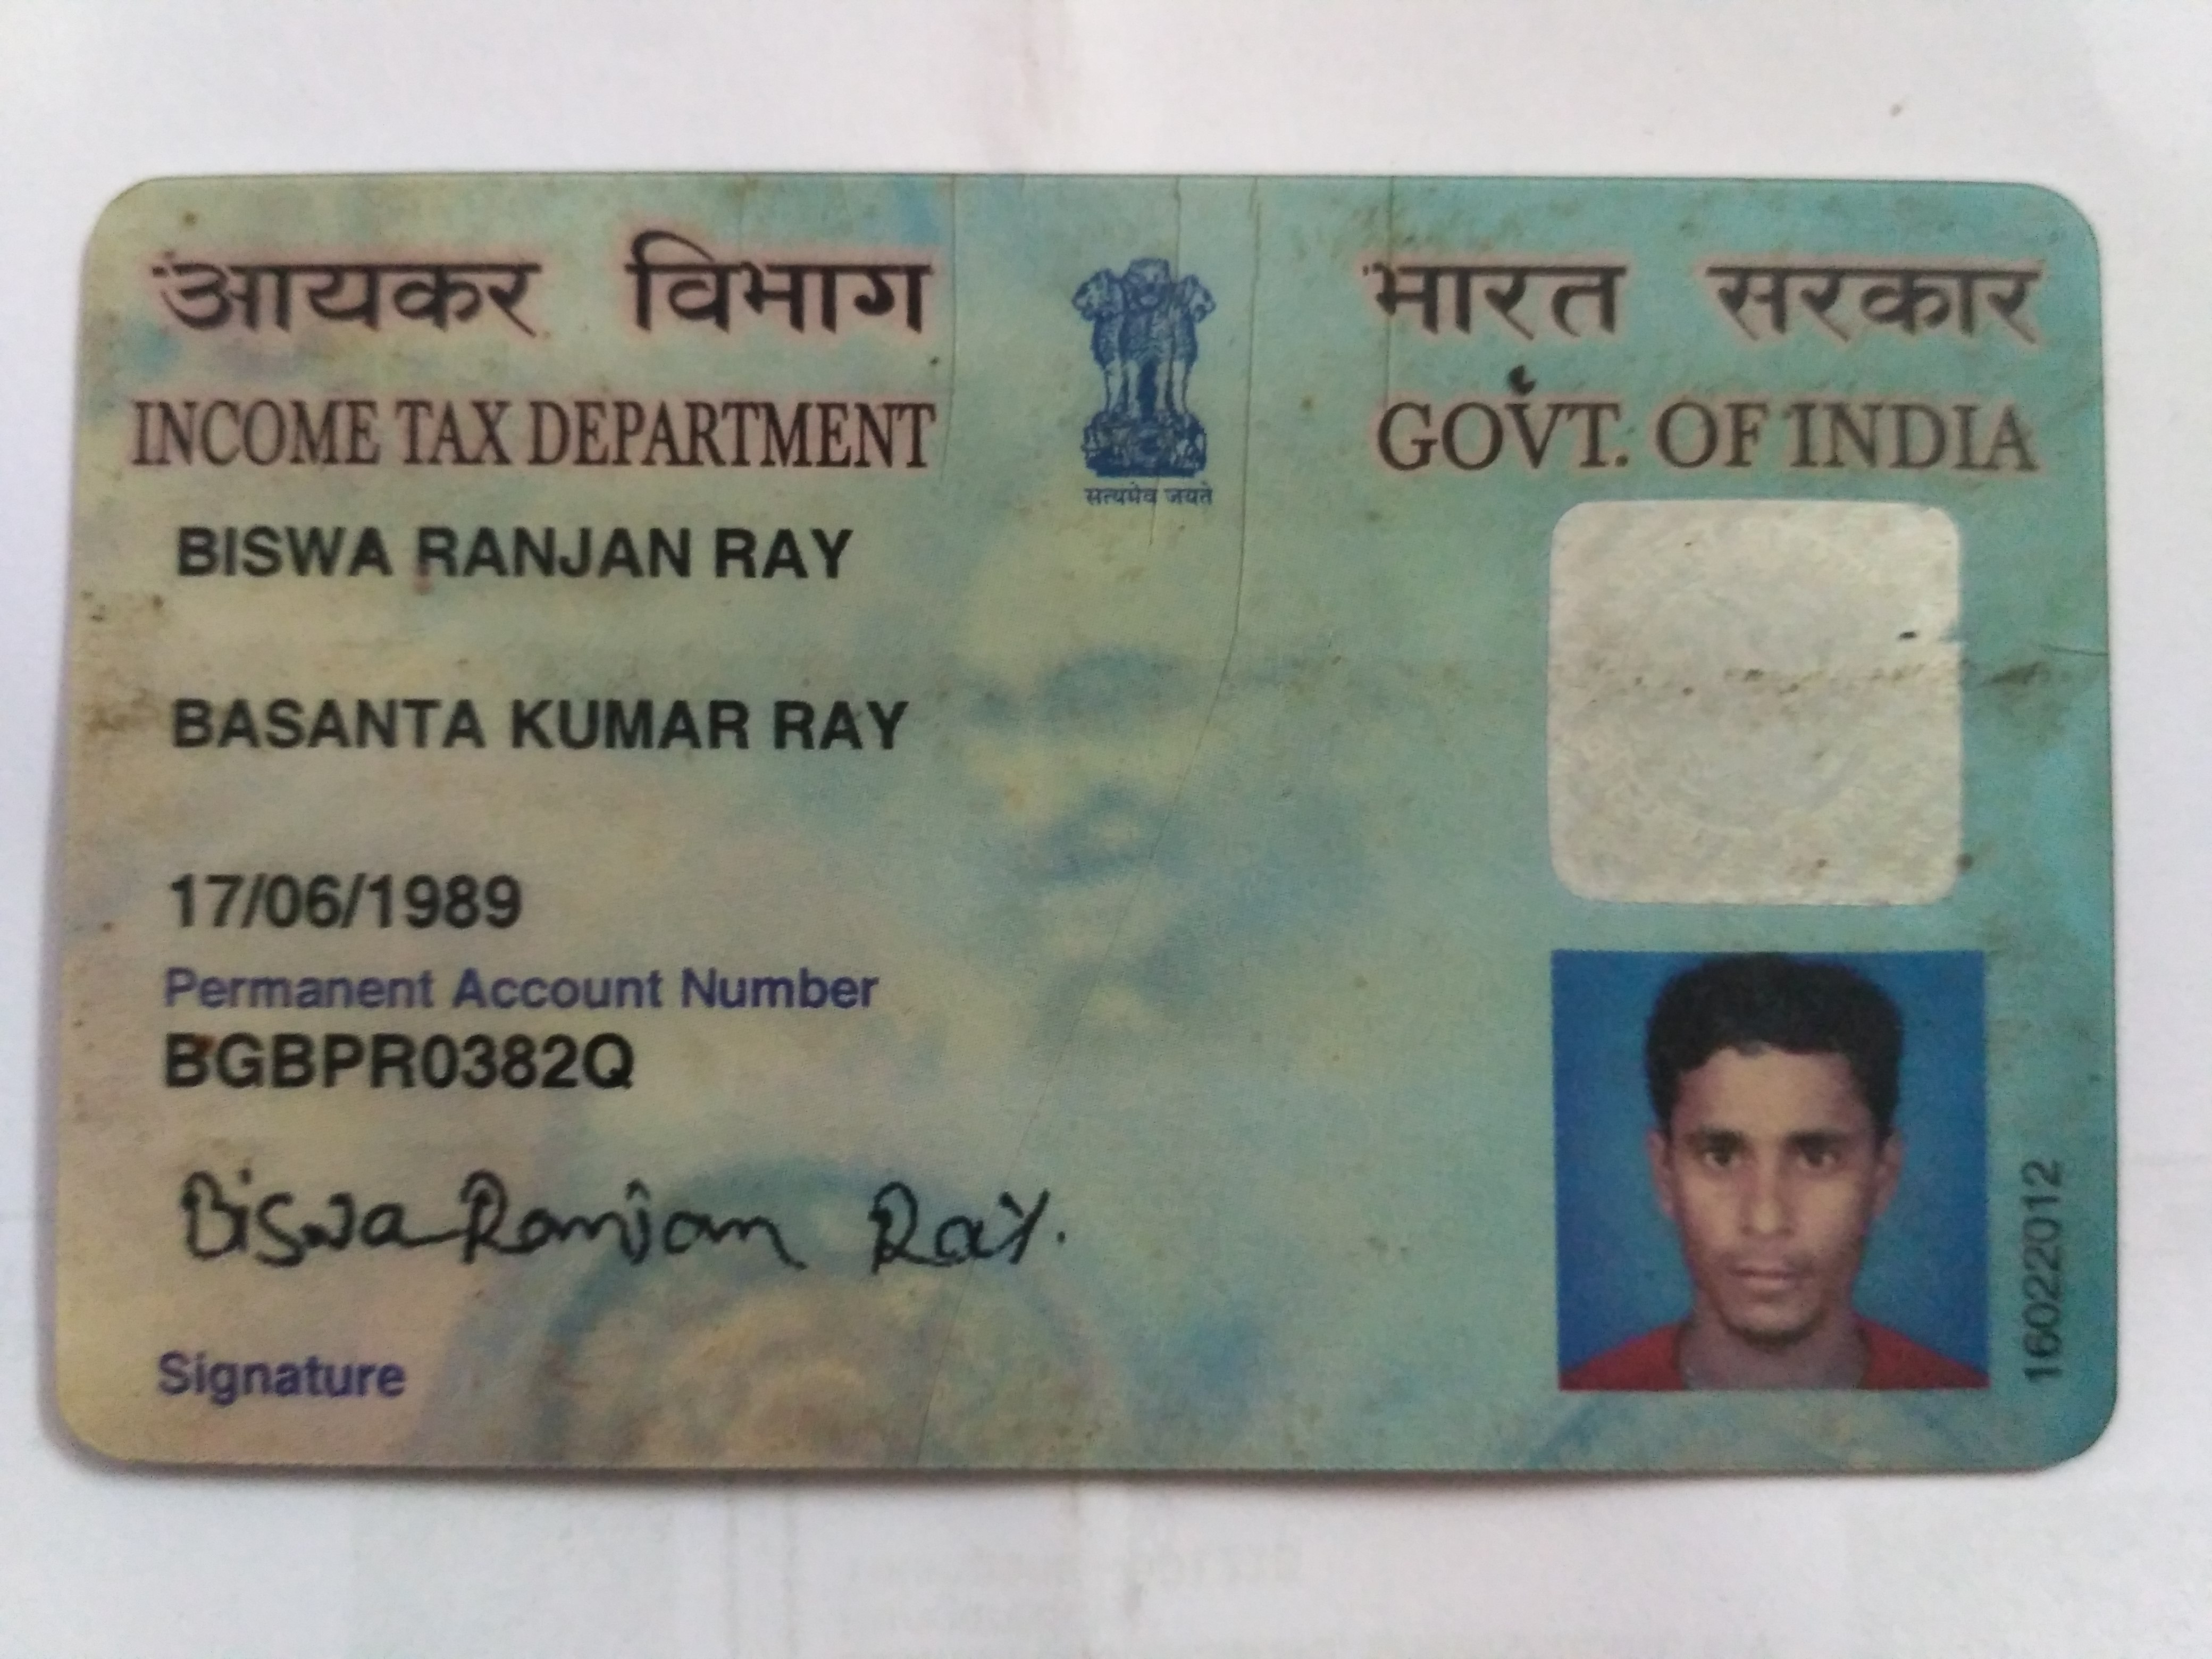 आयकर विभाग
INCOME TAX DEPARTMENT
सत्यमेव जयते
भारत सरकार
GOVT. OF INDIA
BISWA RANJAN RAY
BASANTA KUMAR RAY
17/06/1989
Permanent Account Number
BGBPR0382Q
Biswa Ranjan Ray.
Signature
160222012